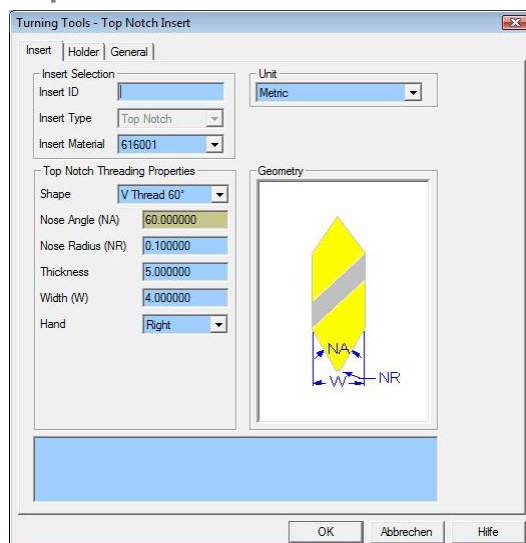 Turning Tools - Top Notch Insert
Insert Holder General
Insert Selection
Insert ID
Insert Type Top Notch
Insert Material 616001
Unit
Metric
Top Notch Threading Properties
Shape V Thread 60°
Nose Angle (NA) 60.000000
Nose Radius (NR) 0.100000
Thickness 5.000000
Width (W) 4.000000
Hand Right
Geometry
NA
W NR
OK Abbrechen Hilfe